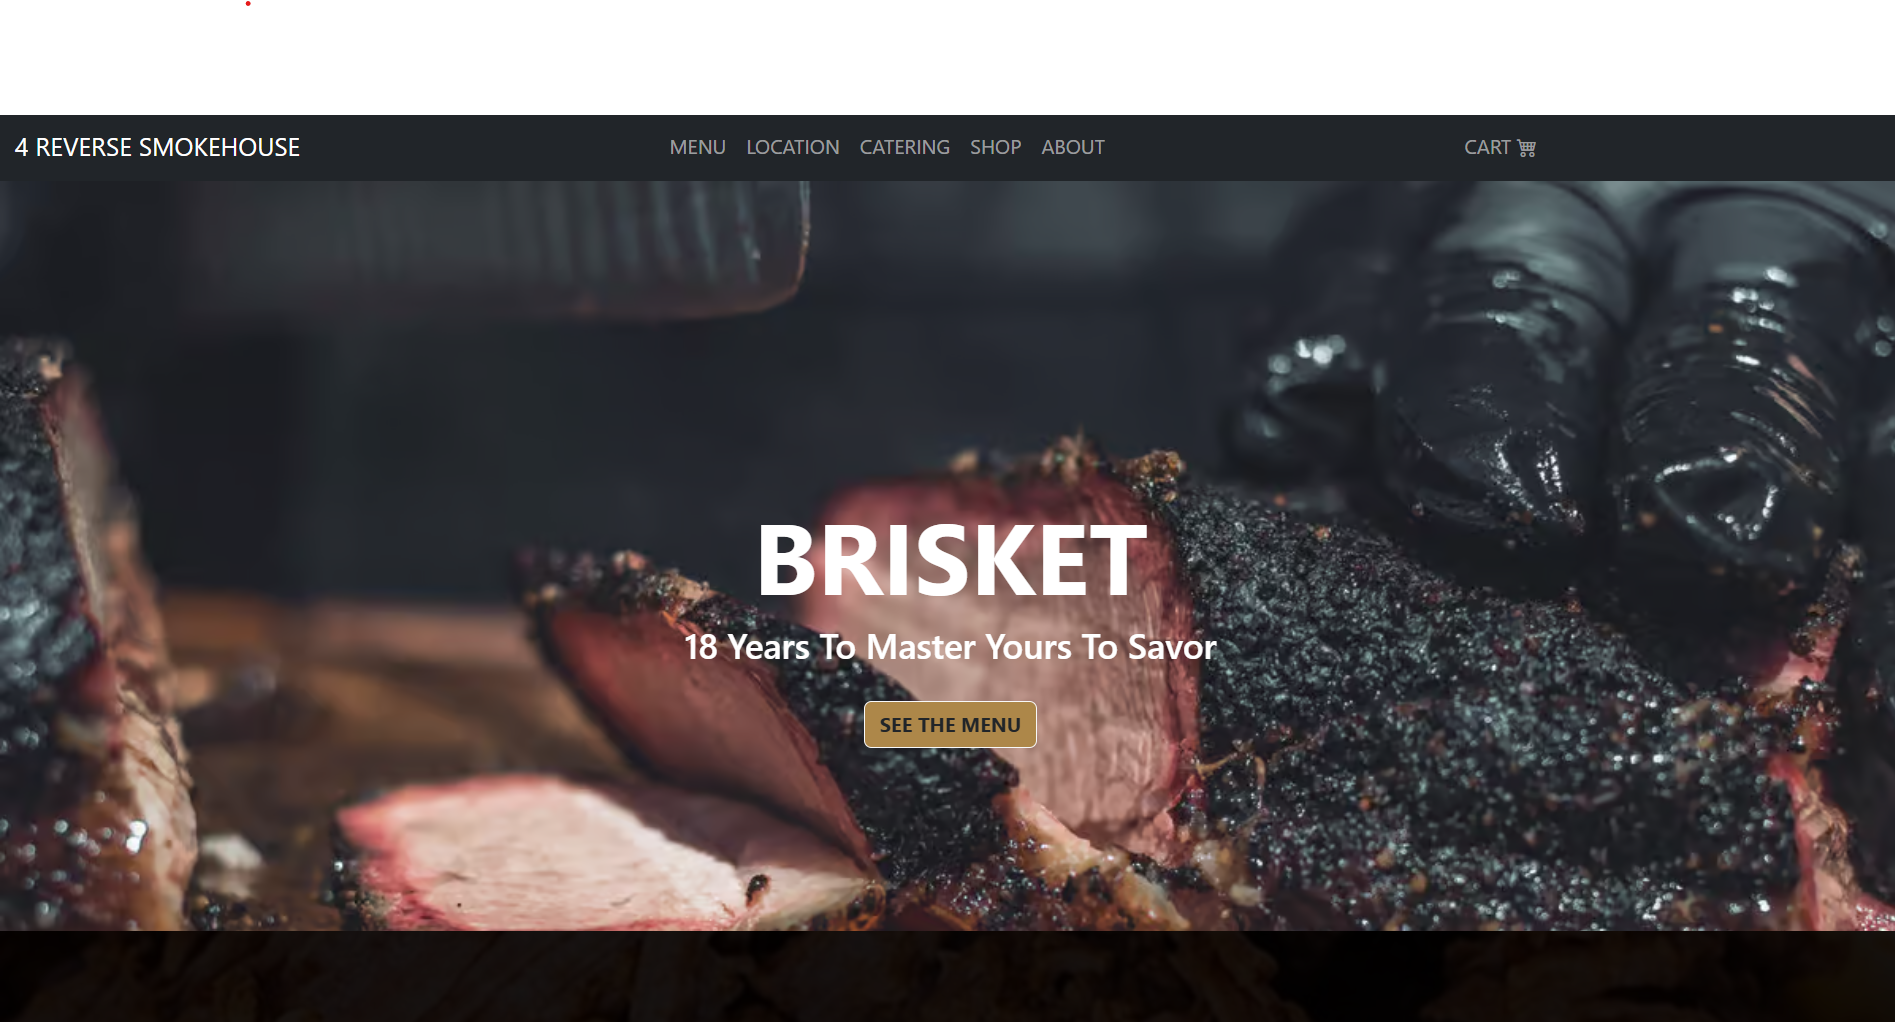 4 REVERSE SMOKEHOUSE
MENU LOCATION CATERING SHOP ABOUT
CART
BRISKET
18 Years To Master Yours To Savor
SEE THE MENU